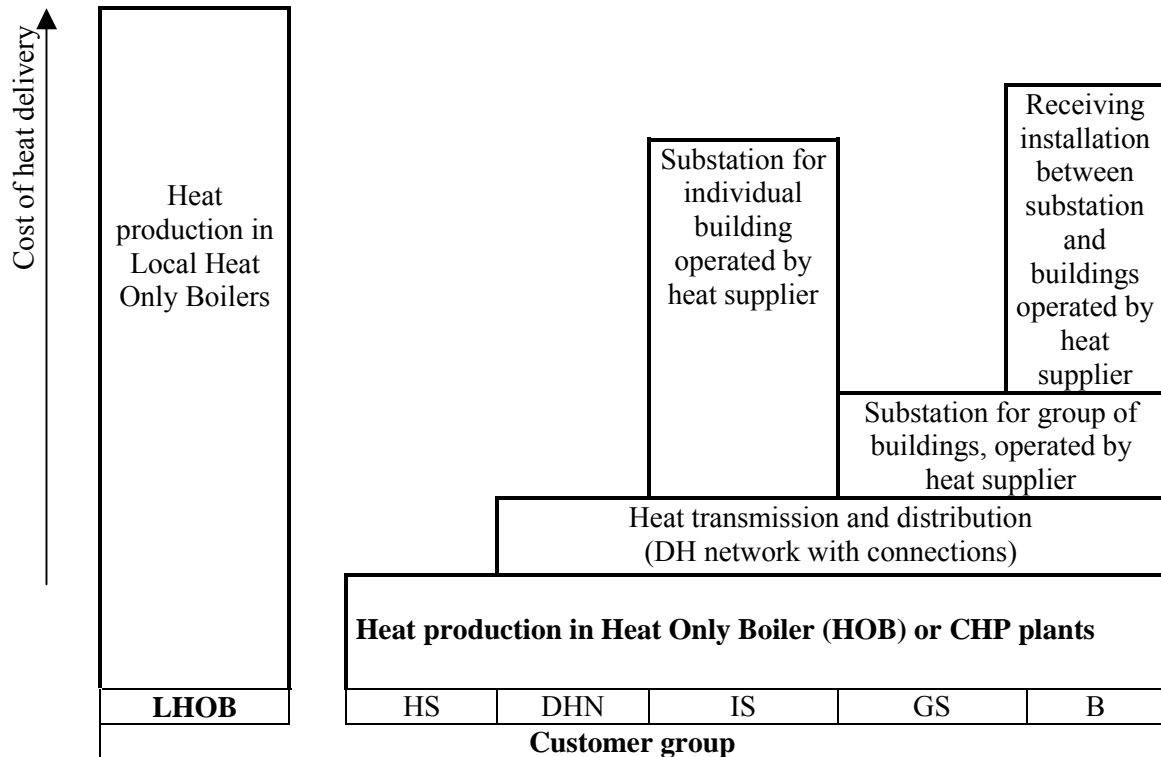 Cost of heat delivery
Heat
production in
Local Heat
Only Boilers
Substation for
individual
building
operated by
heat supplier
Receiving
installation
between
substation
and
buildings
operated by
heat
supplier
Substation for group of
buildings, operated by
heat supplier
Heat transmission and distribution
(DH network with connections)
Heat production in Heat Only Boiler (HOB) or CHP plants
LHOB HS DHN IS GS B
Customer group